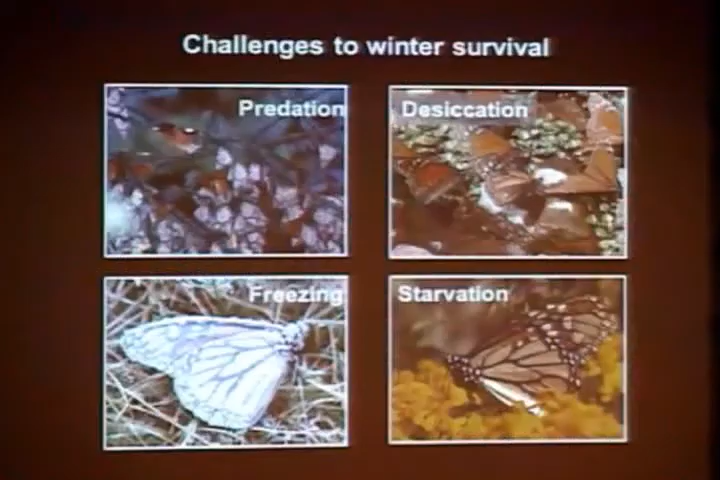 Challenges to winter survival
Predation
Desiccation
Freezing
Starvation